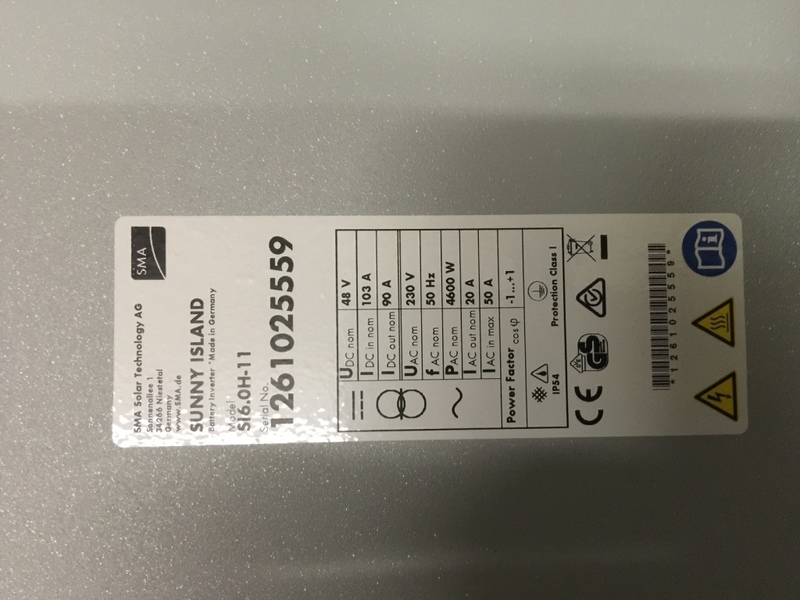 SMA
SMA Solar Technology AG
Sonnenallee 1
34266 Niestetal
Germany
www.SMA.de
SUNNY ISLAND
Battery Inverter *Made in Germany
Model
SI6.0H-11
Serial No.
1261025559
UDC nom 48 V
IDC in nom 103 A
IDC out nom 90 A
UAC nom 230 V
fAC nom 50 Hz
PAC nom 4600 W
IAC out nom 20 A
IAC in max 50 A
Power Factor cos φ -1...+1
IP54
Protection Class I
CE
GS
*1261025559*